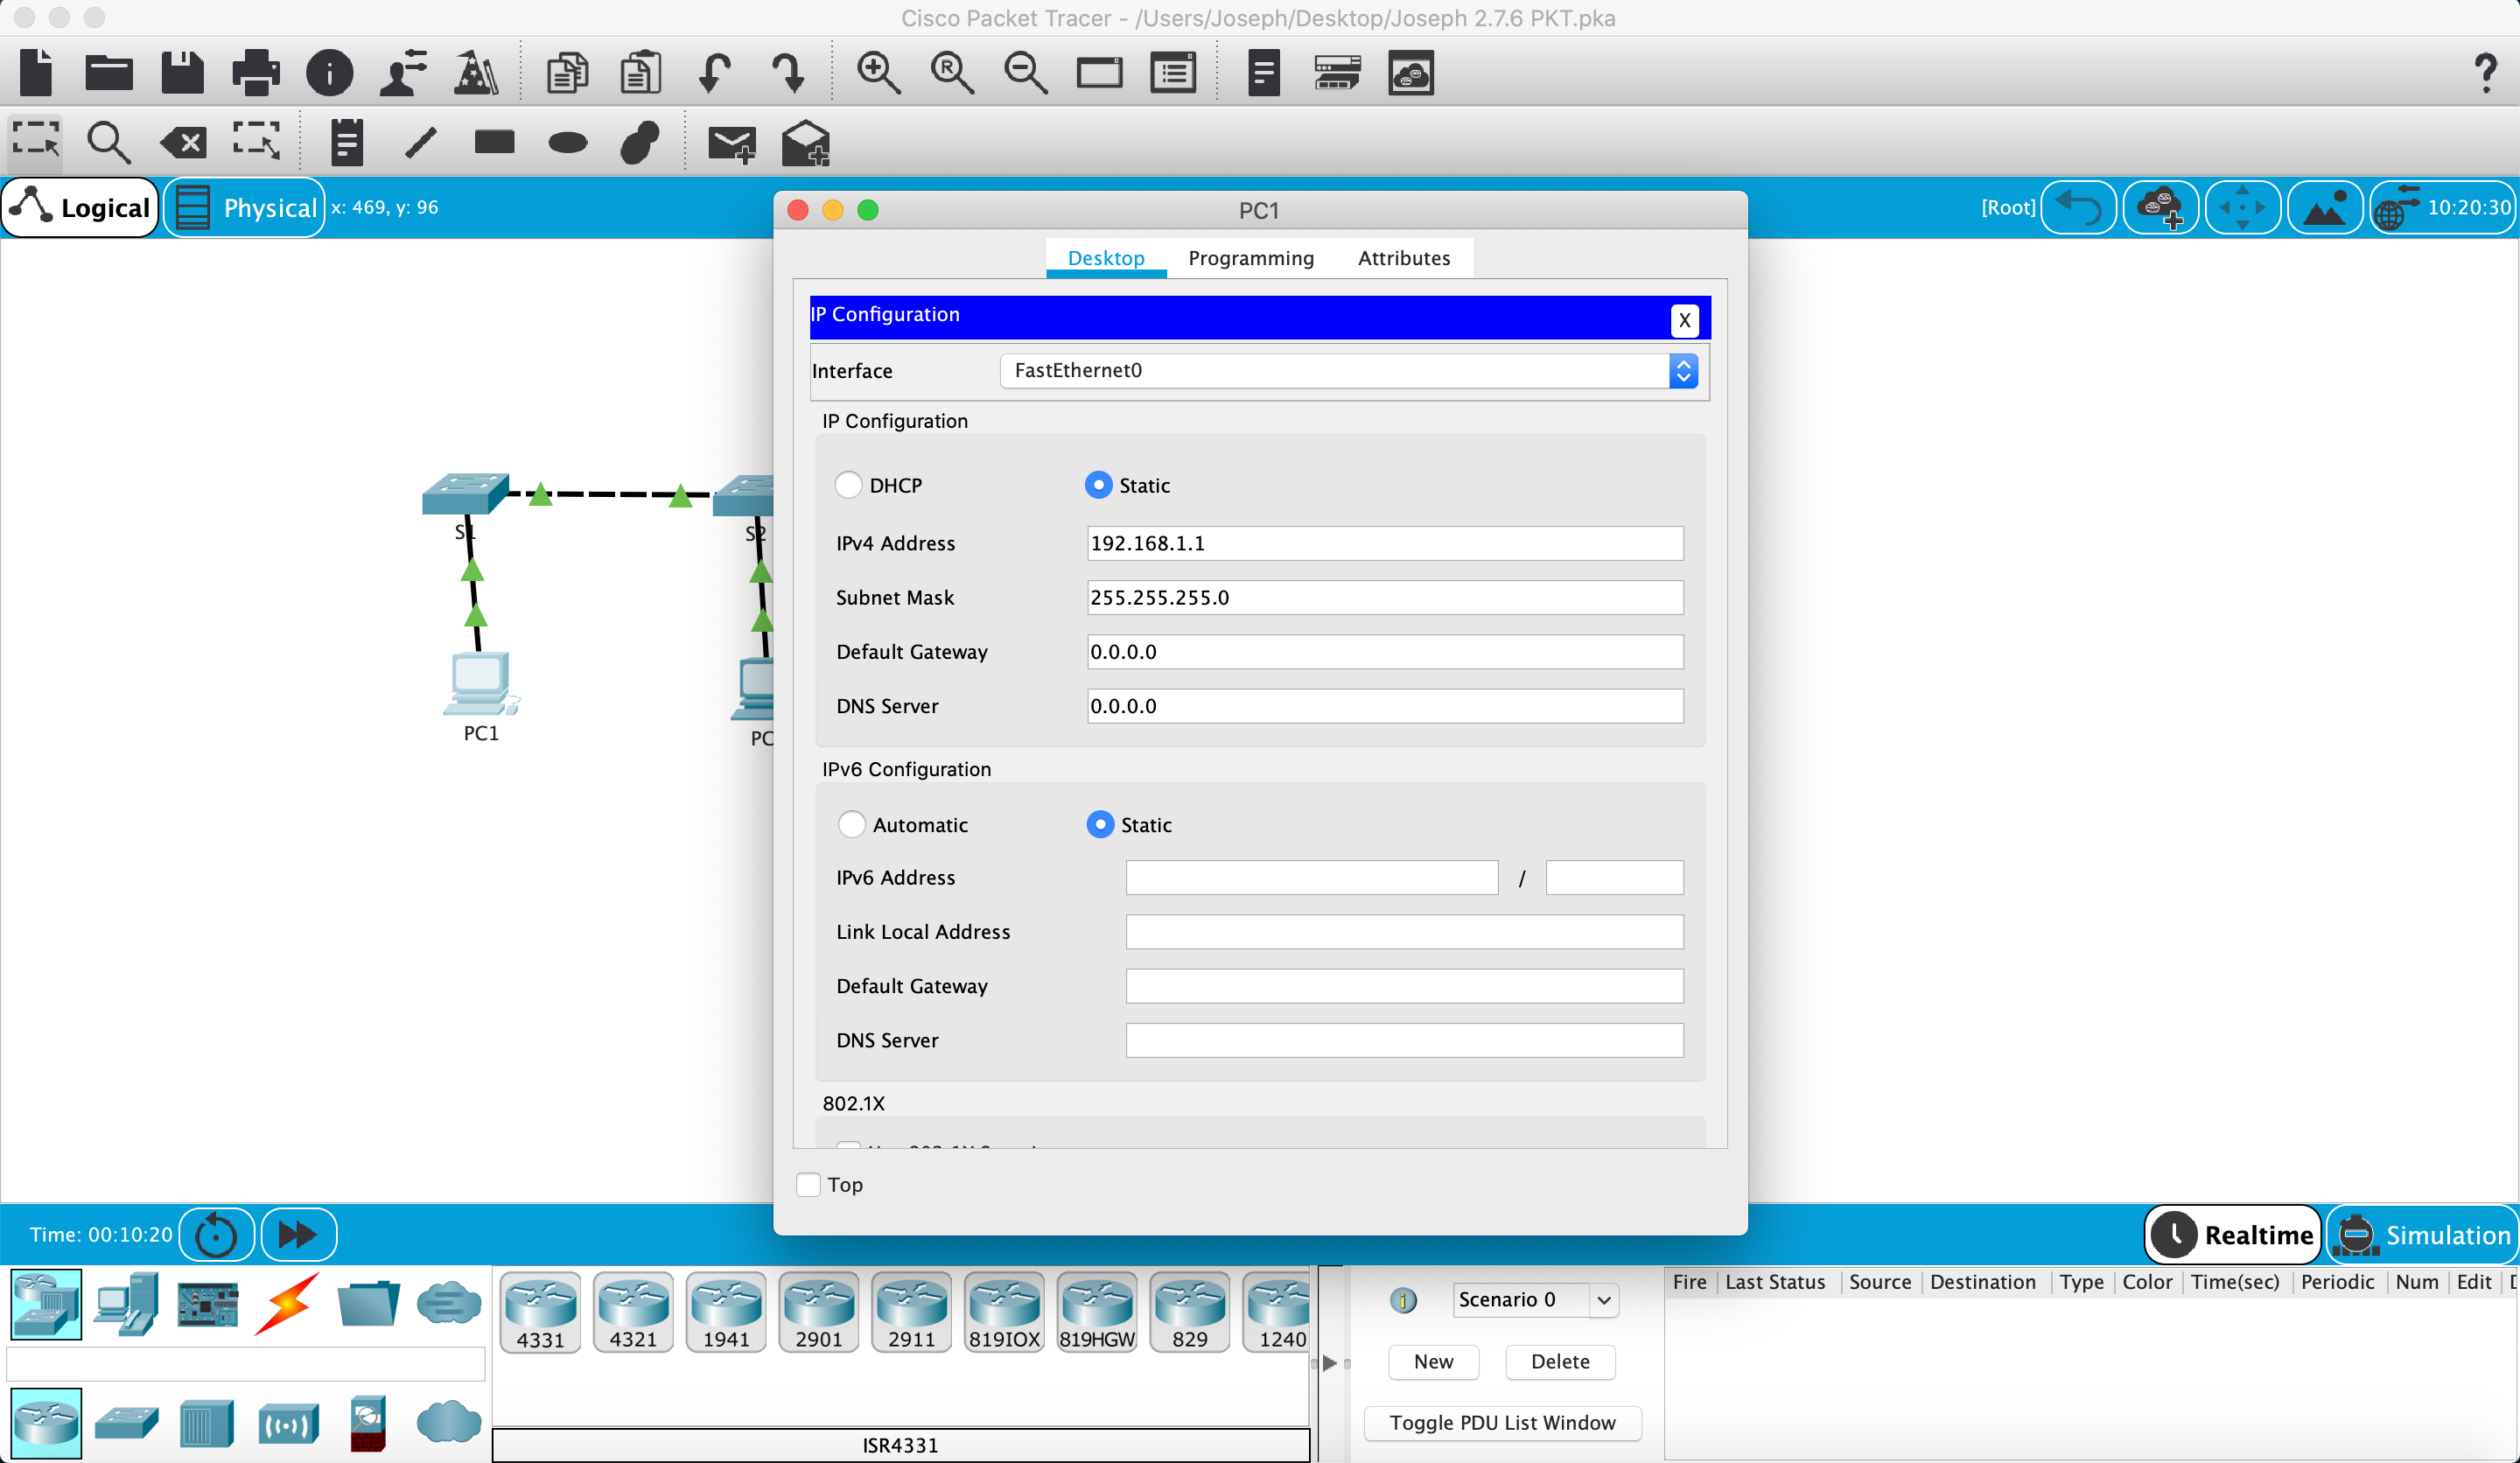 Cisco Packet Tracer - /Users/Joseph/Desktop/Joseph 2.7.6 PKT.pka
Logical
Physical
x: 469, y: 96
[Root]
10:20:30
PC1
Desktop
Programming
Attributes
IP Configuration
X
Interface
FastEthernet0
IP Configuration
DHCP
Static
IPv4 Address
192.168.1.1
Subnet Mask
255.255.255.0
Default Gateway
0.0.0.0
DNS Server
0.0.0.0
IPv6 Configuration
Automatic
Static
IPv6 Address
/
Link Local Address
Default Gateway
DNS Server
802.1X
Top
S1
S2
PC1
PC
Time: 00:10:20
Realtime
Simulation
4331
4321
1941
2901
2911
819IOX
819HGW
829
1240
ISR4331
Scenario 0
New
Delete
Toggle PDU List Window
Fire
Last Status
Source
Destination
Type
Color
Time(sec)
Periodic
Num
Edit